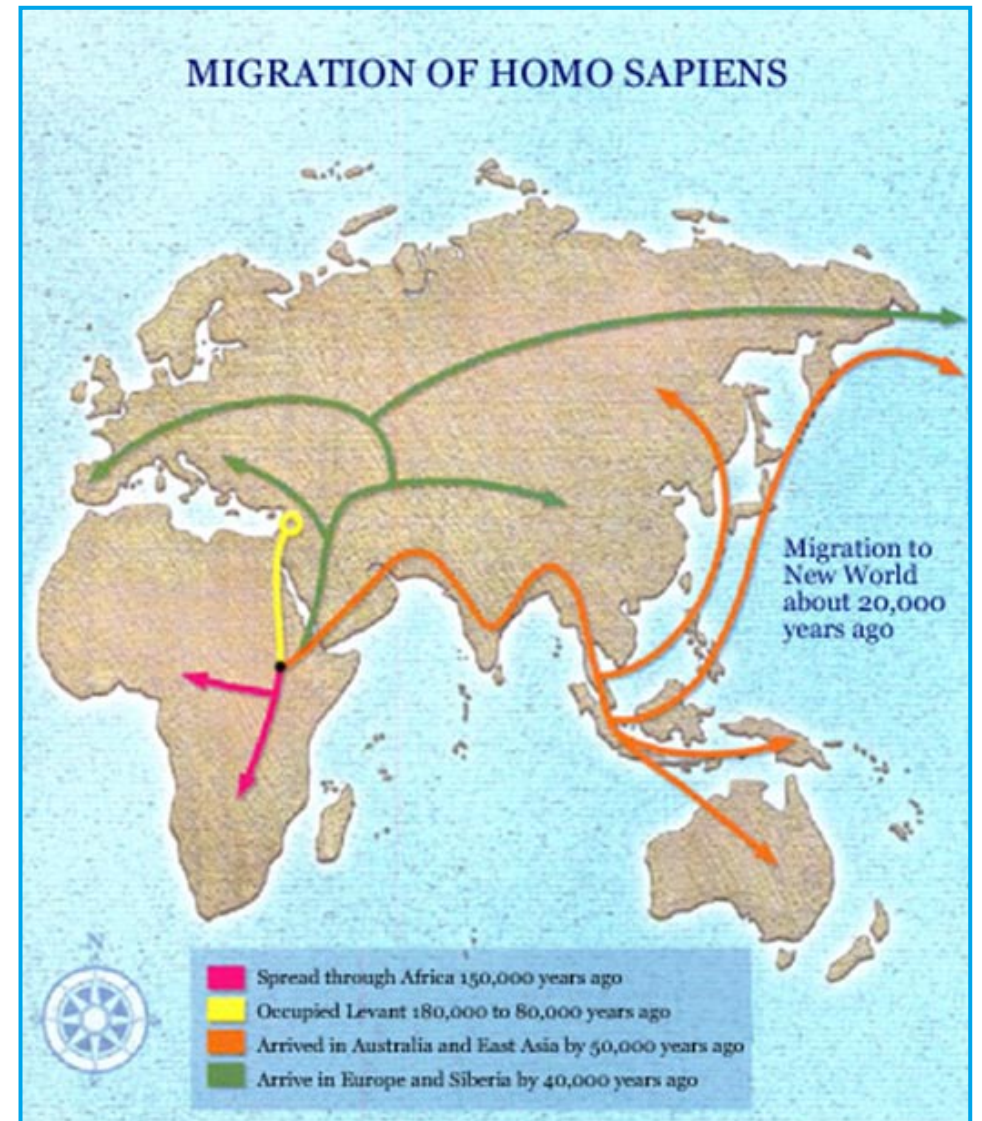 MIGRATION OF HOMO SAPIENS
Migration to
New World
about 20,000
years ago
N
Spread through Africa 150,000 years ago
Occupied Levant 180,000 to 80,000 years ago
Arrived in Australia and East Asia by 50,000 years ago
Arrive in Europe and Siberia by 40,000 years ago